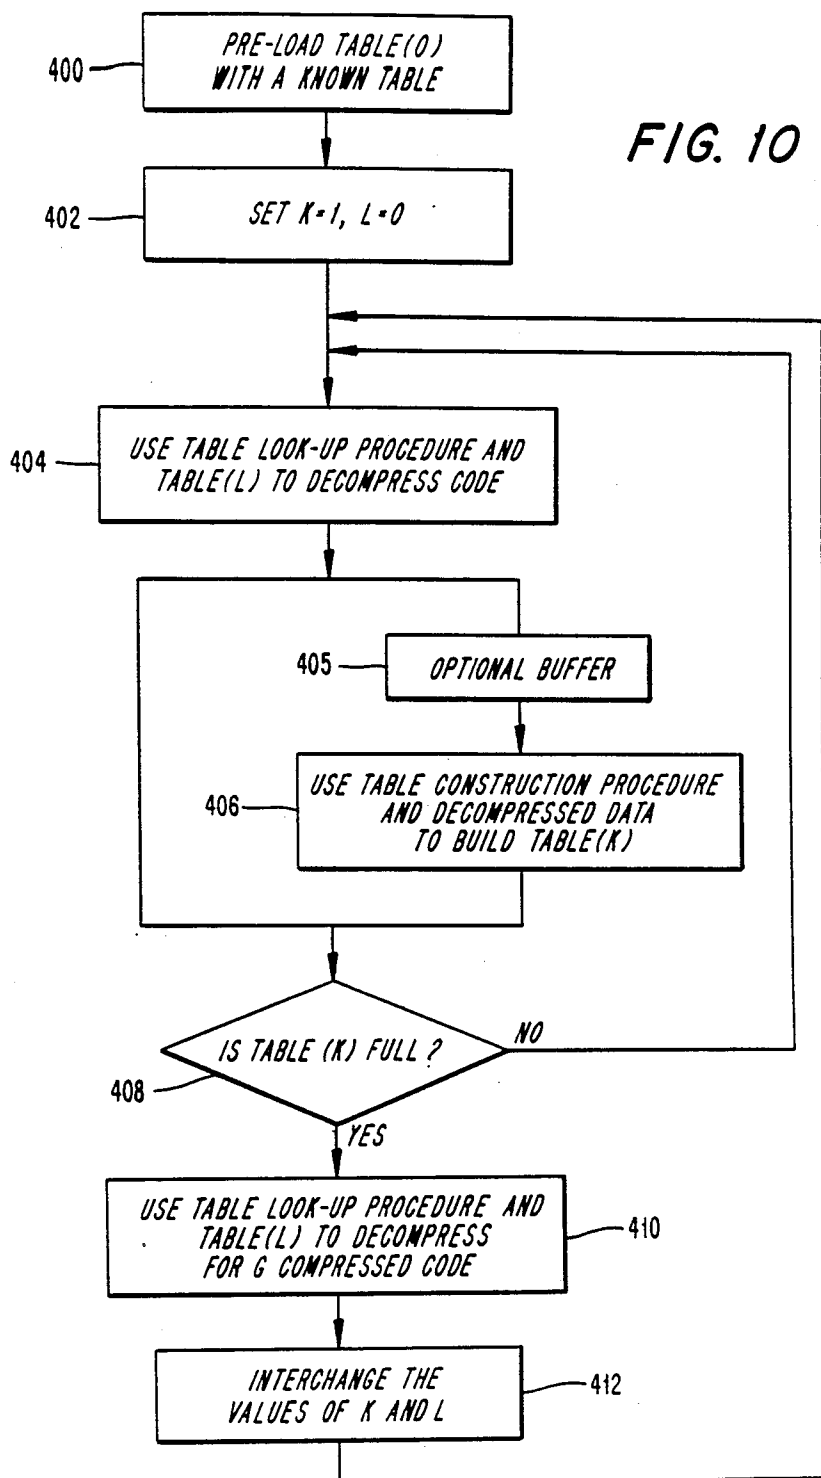 PRE-LOAD TABLE(0)
WITH A KNOWN TABLE
400
FIG. 10
SET K=1, L=0
402
USE TABLE LOOK-UP PROCEDURE AND
TABLE(L) TO DECOMPRESS CODE
404
405
OPTIONAL BUFFER
USE TABLE CONSTRUCTION PROCEDURE
AND DECOMPRESSED DATA
TO BUILD TABLE(K)
406
IS TABLE (K) FULL ?
NO
408
YES
USE TABLE LOOK-UP PROCEDURE AND
TABLE(L) TO DECOMPRESS
FOR G COMPRESSED CODE
410
INTERCHANGE THE
VALUES OF K AND L
412